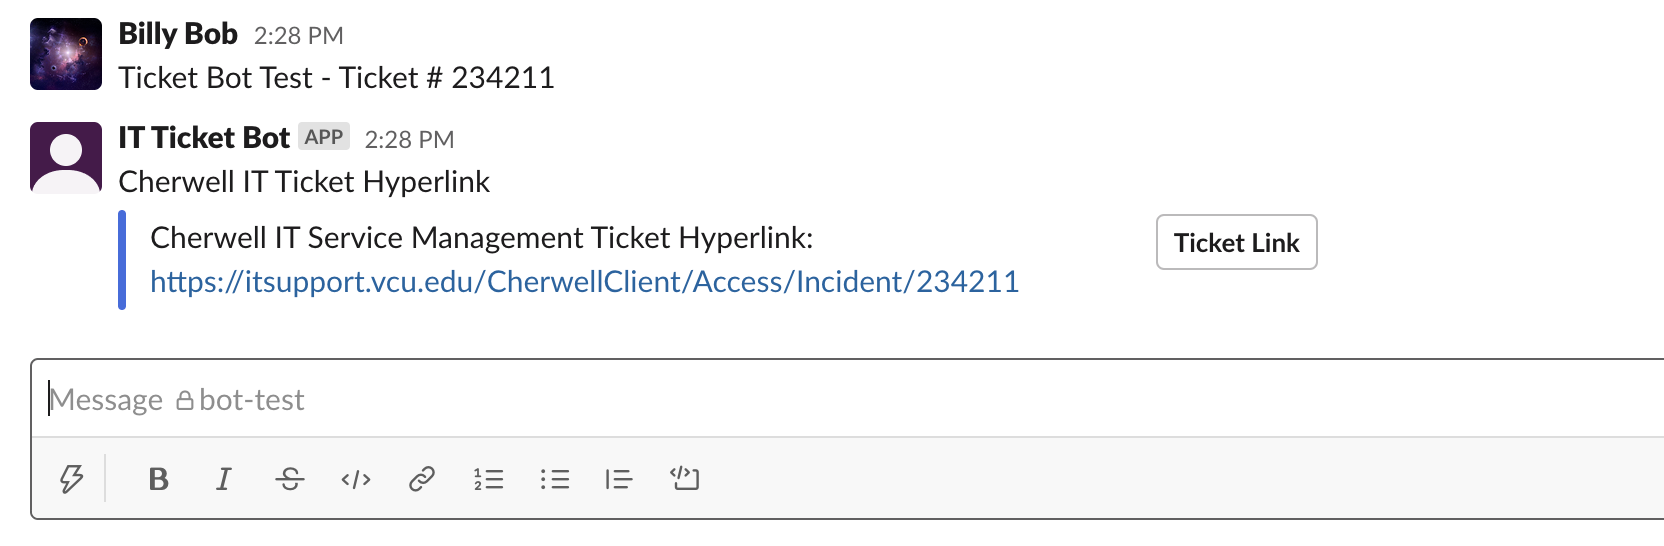 Billy Bob 2:28 PM
Ticket Bot Test - Ticket # 234211
IT Ticket Bot APP 2:28 PM
Cherwell IT Ticket Hyperlink
Cherwell IT Service Management Ticket Hyperlink:
https://itsupport.vcu.edu/CherwellClient/Access/Incident/234211
Ticket Link
Message bot-test